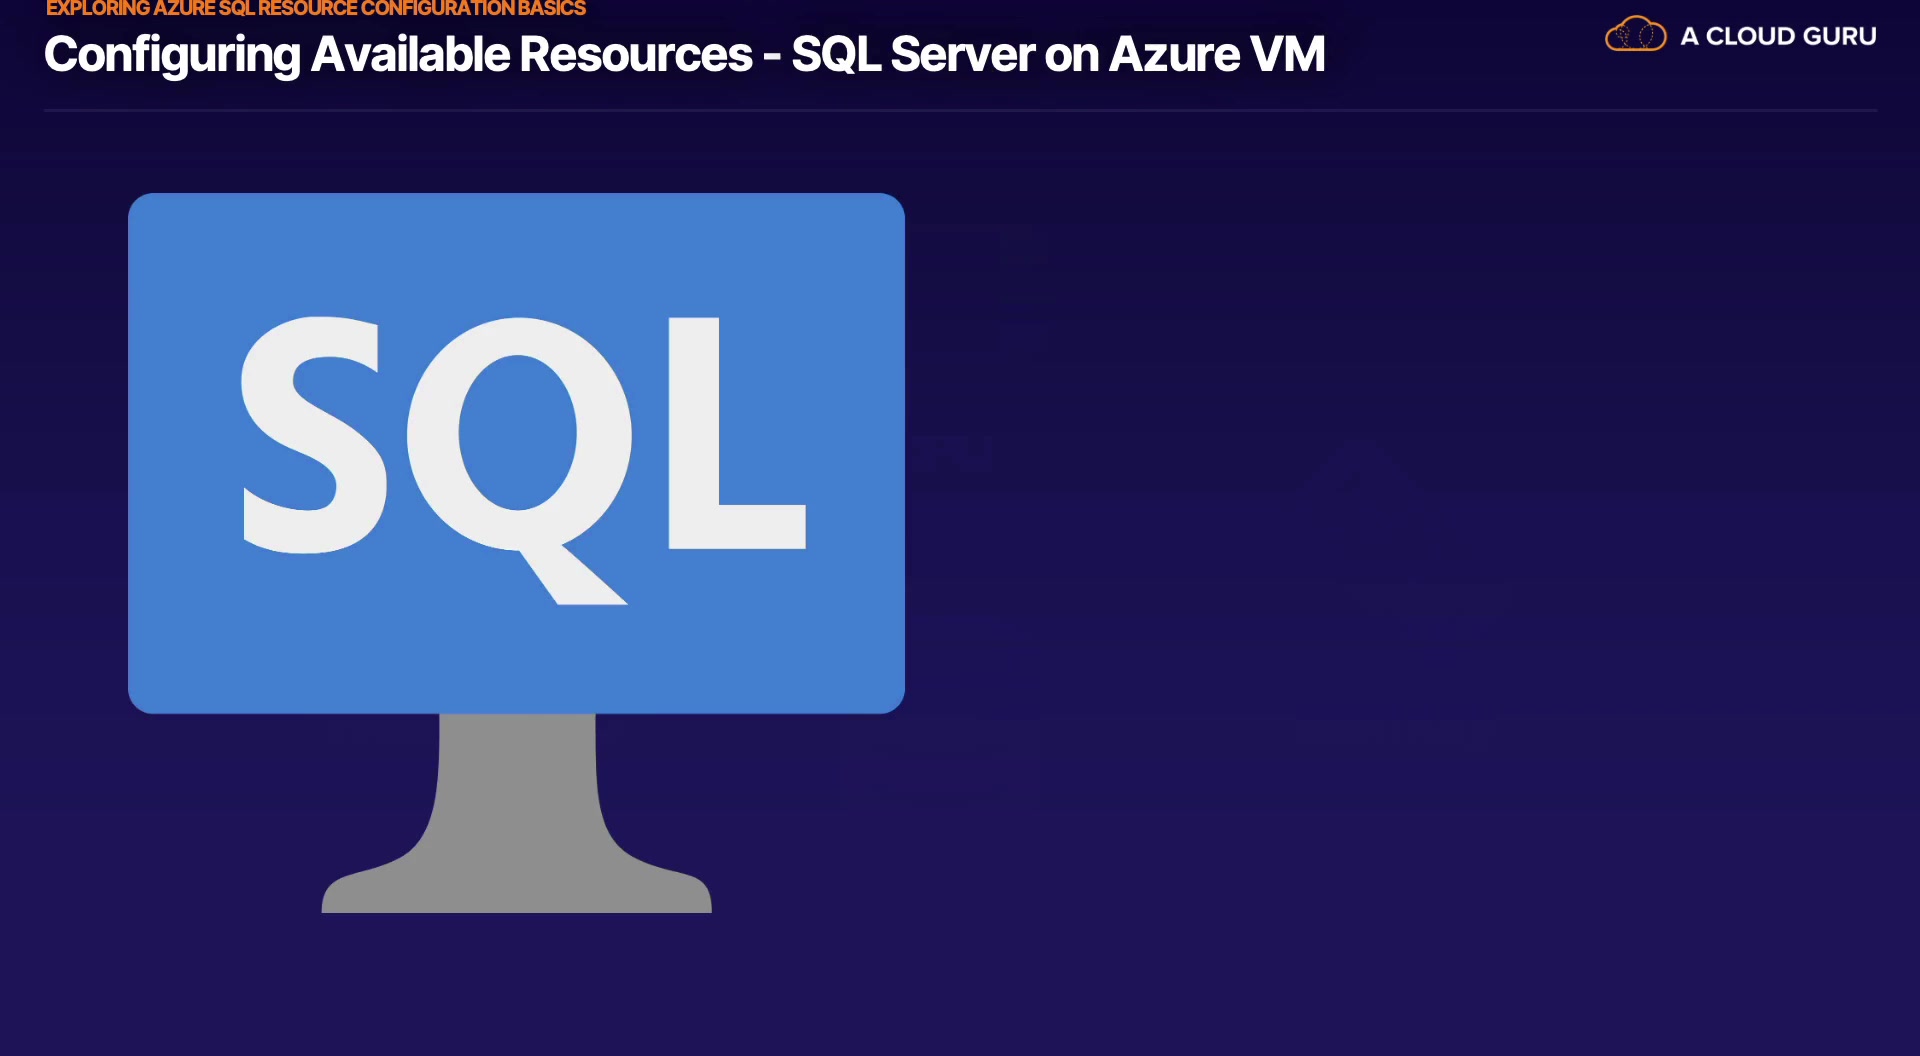 EXPLORING AZURE SQL RESOURCE CONFIGURATION BASICS
Configuring Available Resources - SQL Server on Azure VM
A CLOUD GURU
SQL